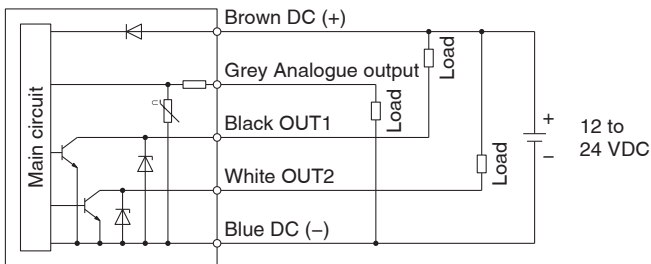 Brown DC (+)
Load
Grey Analogue output
Load
Main circuit
Black OUT1
+
12 to
24 VDC
−
Load
White OUT2
Blue DC (−)